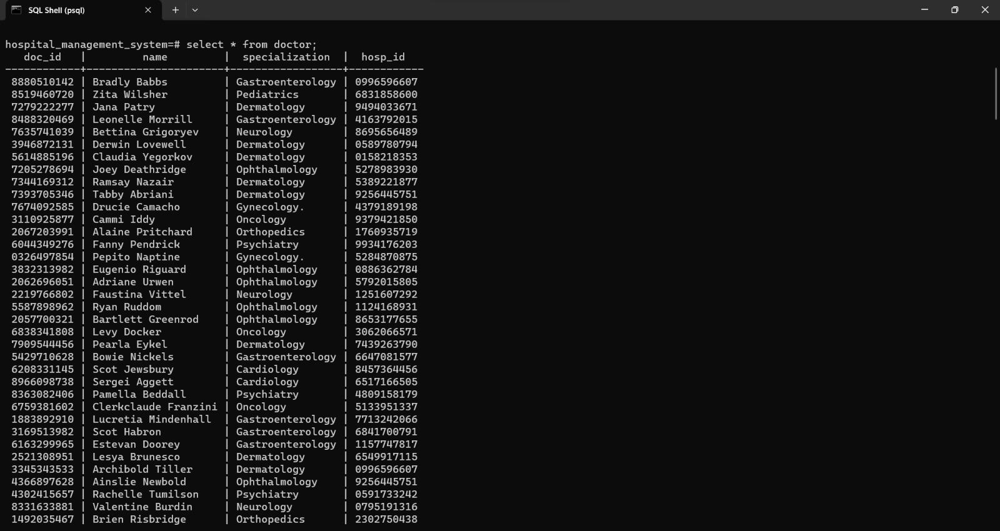 SQL Shell (psql)
hospital_management_system=# select * from doctor;
   doc_id   |         name         |  specialization  |  hosp_id
------------+----------------------+------------------+------------
 8880510142 | Bradly Babbs         | Gastroenterology | 0996596607
 8519460720 | Zita Wilsher         | Pediatrics       | 6831858600
 7279222277 | Jana Patry           | Dermatology      | 9494033671
 8488320469 | Leonelle Morrill     | Gastroenterology | 4163792015
 7635741039 | Bettina Grigoryev    | Neurology        | 8695656489
 3946872131 | Derwin Lovewell      | Dermatology      | 0589780794
 5614885196 | Claudia Yegorkov     | Dermatology      | 0158218353
 7205278694 | Joey Deathridge      | Ophthalmology    | 5278983930
 7344169312 | Ramsay Nazair        | Dermatology      | 5389221877
 7393705346 | Tabby Abriani        | Dermatology      | 9256445751
 7674092585 | Drucie Camacho       | Gynecology.      | 4379189198
 3110925877 | Cammi Iddy           | Oncology         | 9379421850
 2067203991 | Alaine Pritchard     | Orthopedics      | 1760935719
 6044349276 | Fanny Pendrick       | Psychiatry       | 9934176203
 0326497854 | Pepito Naptine       | Gynecology.      | 5284870875
 3832313982 | Eugenio Riguard      | Ophthalmology    | 0886362784
 2062696051 | Adriane Urwen        | Ophthalmology    | 5792015805
 2219766802 | Faustina Vittel      | Neurology        | 1251607292
 5587898962 | Ryan Ruddom          | Ophthalmology    | 1124168931
 2057700321 | Bartlett Greenrod    | Ophthalmology    | 8653177655
 6838341808 | Levy Docker          | Oncology         | 3062066571
 7909544456 | Pearla Eykel         | Dermatology      | 7439263790
 5429710628 | Bowie Nickels        | Gastroenterology | 6647081577
 6208331145 | Scot Jewsbury        | Cardiology       | 8457364456
 8966098738 | Sergei Aggett        | Cardiology       | 6517166505
 8363082406 | Pamella Beddall      | Psychiatry       | 4809158179
 6759381602 | Clerkclaude Franzini | Oncology         | 5133951337
 1883892910 | Lucretia Mindenhall  | Gastroenterology | 7713242066
 3169513982 | Scot Habron          | Gastroenterology | 6841700791
 6163299965 | Estevan Doorey       | Gastroenterology | 1157747817
 2521308951 | Lesya Brunesco       | Dermatology      | 6549917115
 3345343533 | Archibold Tiller     | Dermatology      | 0996596607
 4366897628 | Ainslie Newbold      | Ophthalmology    | 9256445751
 4302415657 | Rachelle Tumilson    | Psychiatry       | 0591733242
 8331633881 | Valentine Burdin     | Neurology        | 0795191316
 1492035467 | Brien Risbridge      | Orthopedics      | 2302750438